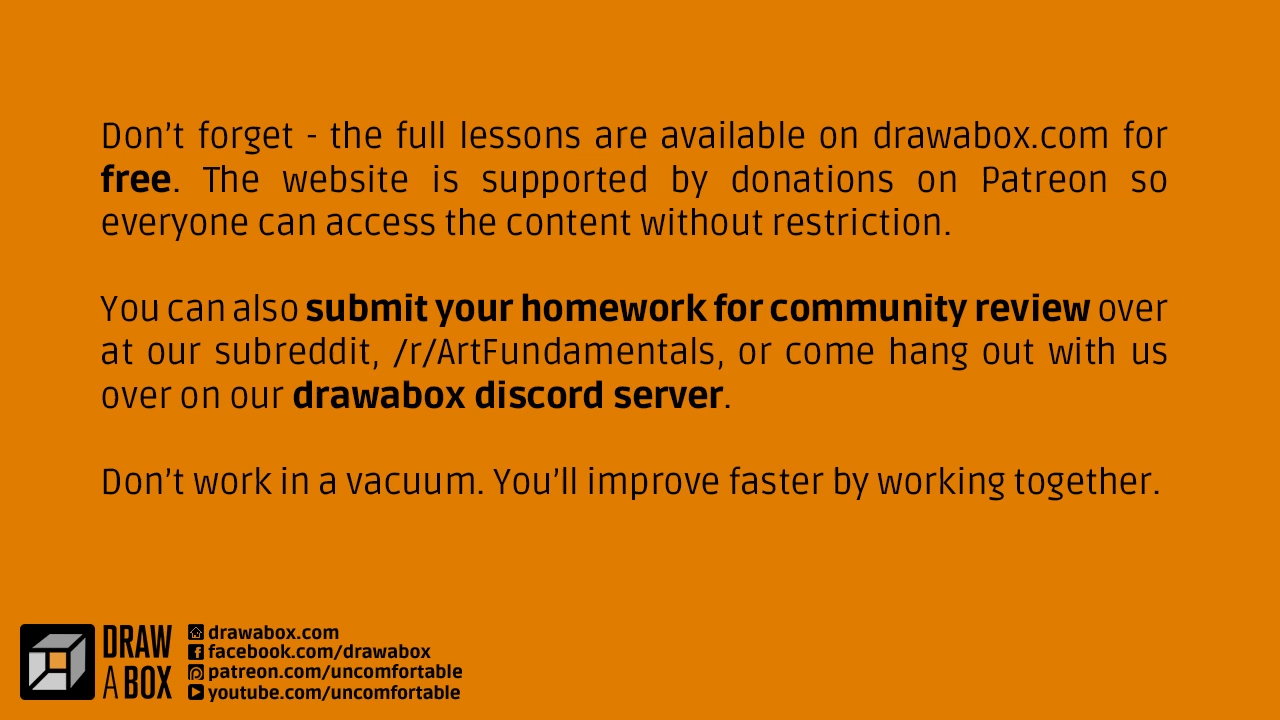 Don’t forget - the full lessons are available on drawabox.com for
free. The website is supported by donations on Patreon so
everyone can access the content without restriction.
You can also submit your homework for community review over
at our subreddit, /r/ArtFundamentals, or come hang out with us
over on our drawabox discord server.
Don’t work in a vacuum. You’ll improve faster by working together.
DRAW
A BOX
drawabox.com
facebook.com/drawabox
patreon.com/uncomfortable
youtube.com/uncomfortable